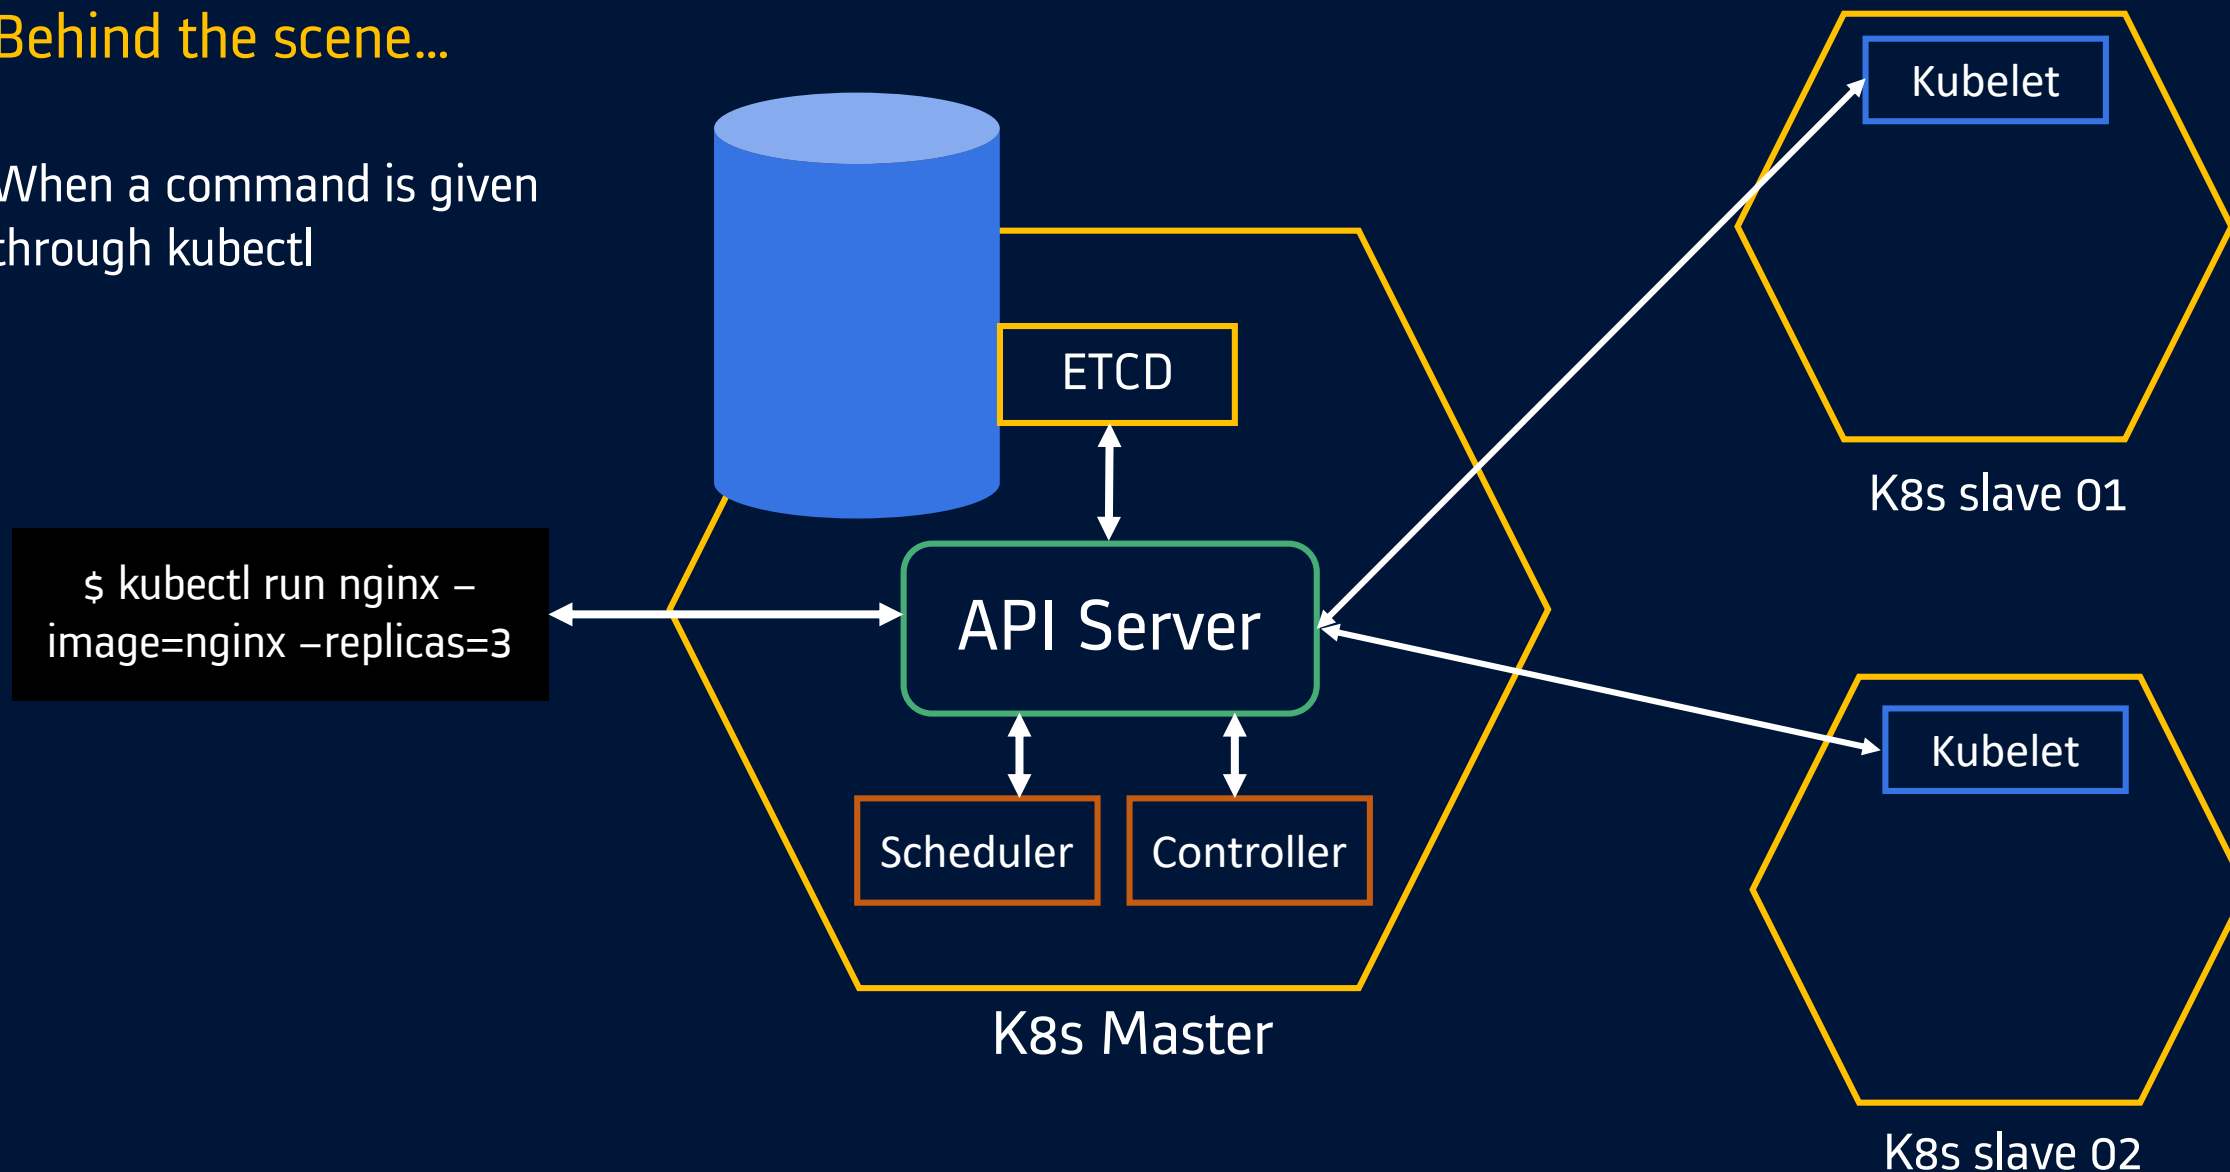 Behind the scene...
When a command is given
through kubectl
Kubelet
ETCD
K8s slave 01
$ kubectl run nginx –
image=nginx –replicas=3
API Server
Kubelet
Scheduler
Controller
K8s Master
K8s slave 02